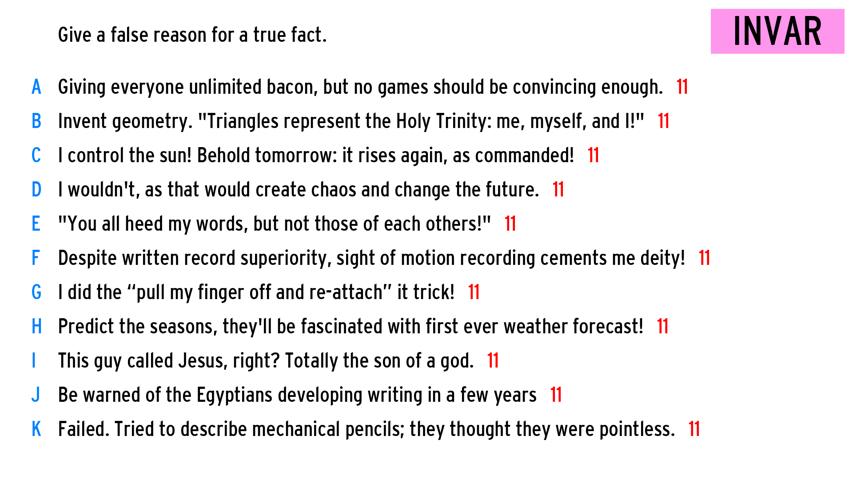 Give a false reason for a true fact.
INVAR
A Giving everyone unlimited bacon, but no games should be convincing enough. 11
B Invent geometry. "Triangles represent the Holy Trinity: me, myself, and I!" 11
C I control the sun! Behold tomorrow: it rises again, as commanded! 11
D I wouldn't, as that would create chaos and change the future. 11
E "You all heed my words, but not those of each others!" 11
F Despite written record superiority, sight of motion recording cements me deity! 11
G I did the “pull my finger off and re-attach” it trick! 11
H Predict the seasons, they'll be fascinated with first ever weather forecast! 11
I This guy called Jesus, right? Totally the son of a god. 11
J Be warned of the Egyptians developing writing in a few years 11
K Failed. Tried to describe mechanical pencils; they thought they were pointless. 11